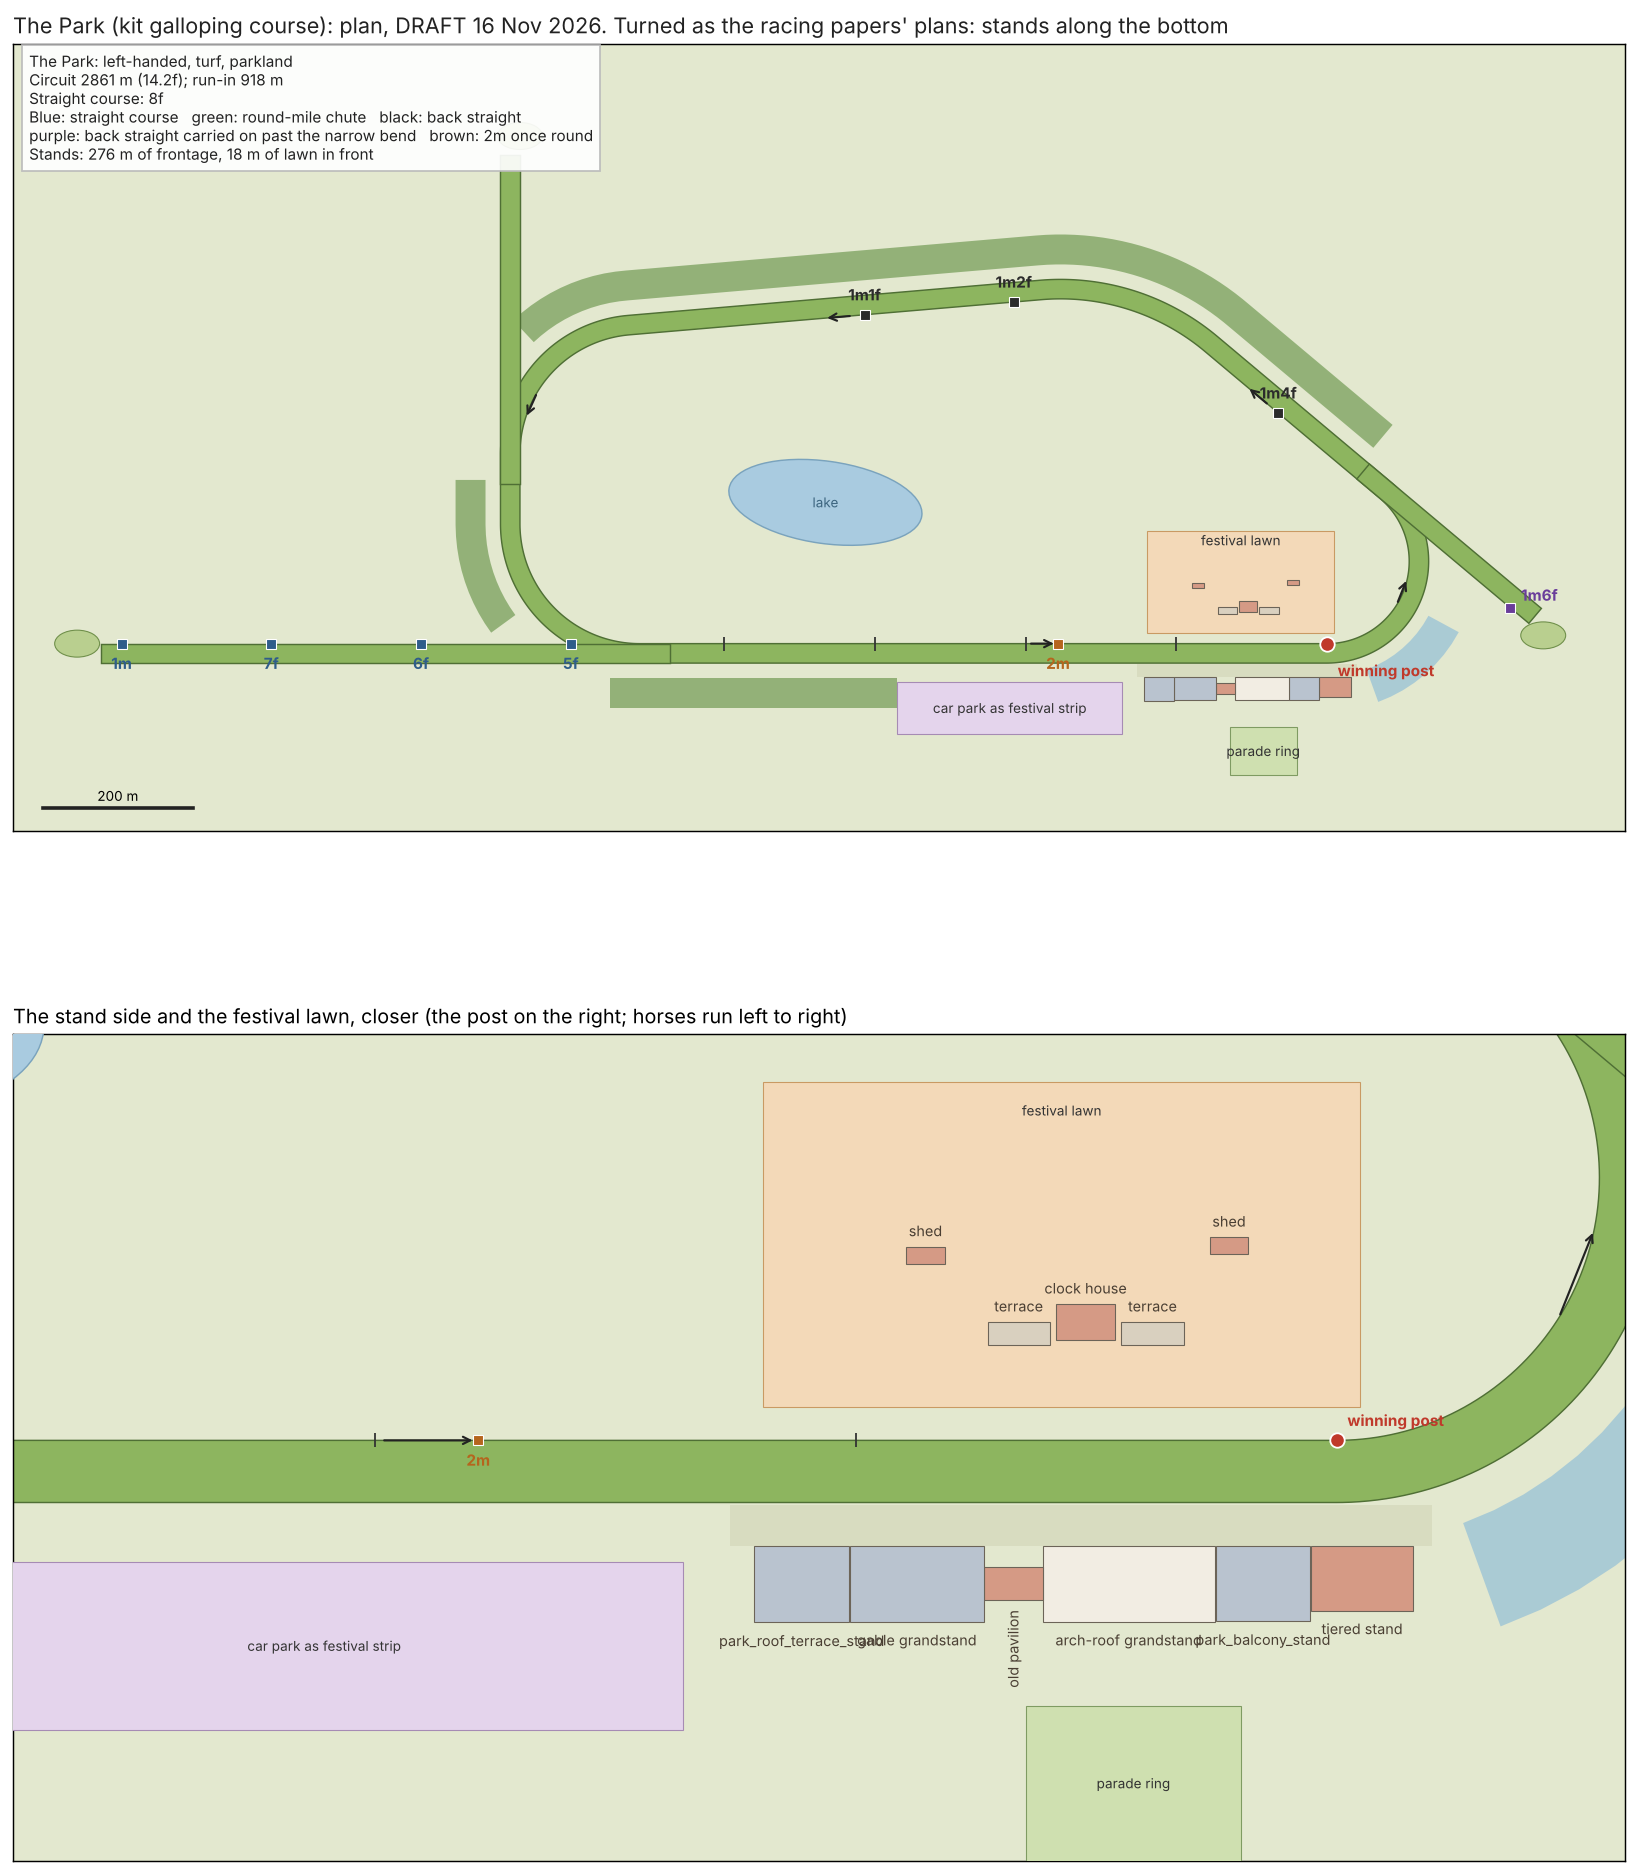 The Park (kit galloping course): plan, DRAFT 16 Nov 2026. Turned as the racing papers' plans: stands along the bottom
The Park: left-handed, turf, parkland
Circuit 2861 m (14.2f); run-in 918 m
Straight course: 8f
Blue: straight course green: round-mile chute black: back straight
purple: back straight carried on past the narrow bend brown: 2m once round
Stands: 276 m of frontage, 18 m of lawn in front
1m2f
1m1f
1m4f
lake
festival lawn
1m6f
1m
7f
6f
5f
2m
winning post
car park as festival strip
parade ring
200 m
The stand side and the festival lawn, closer (the post on the right; horses run left to right)
festival lawn
shed
shed
clock house
terrace
terrace
winning post
2m
park_roof_terrace_stand
gable grandstand
old pavilion
arch-roof grandstand
park_balcony_stand
tiered stand
car park as festival strip
parade ring